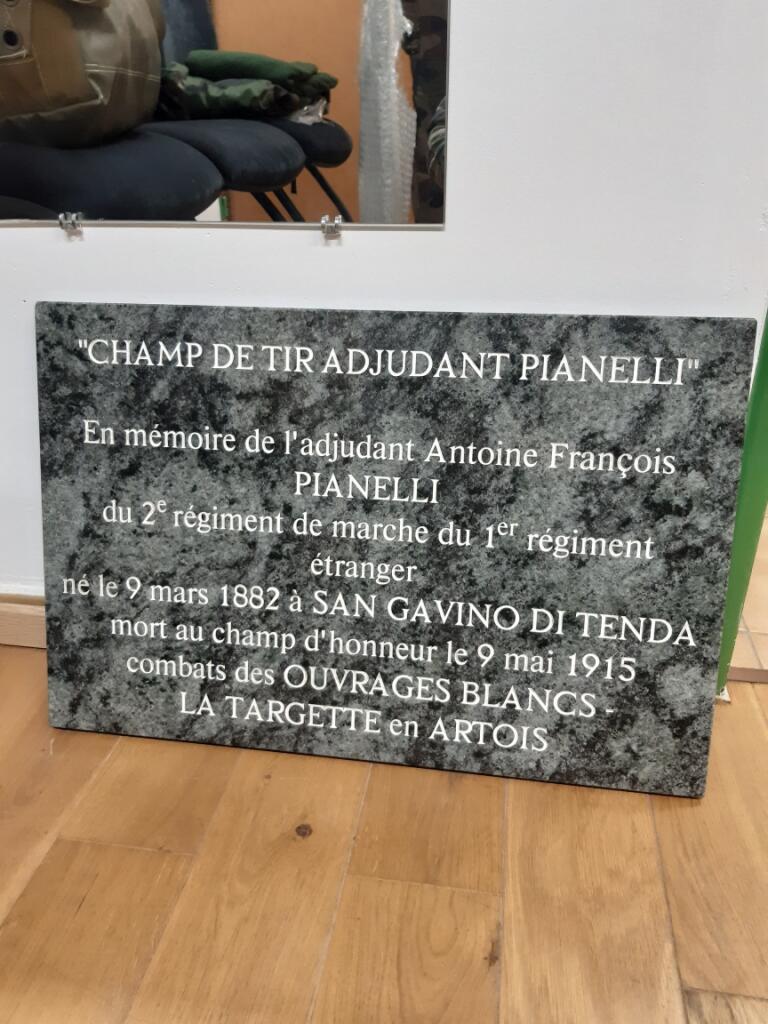 "CHAMP DE TIR ADJUDANT PIANELLI"
En mémoire de l'adjudant Antoine François
PIANELLI
du 2e régiment de marche du 1er régiment
étranger
né le 9 mars 1882 à SAN GAVINO DI TENDA
mort au champ d'honneur le 9 mai 1915
combats des OUVRAGES BLANCS -
LA TARGETTE en ARTOIS